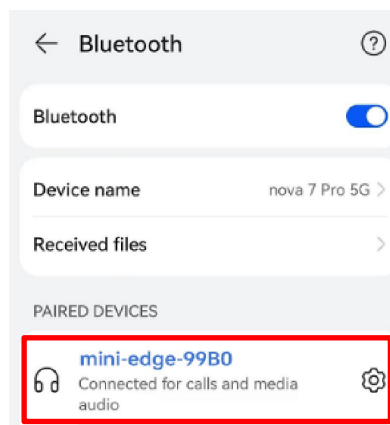 Bluetooth
Bluetooth
Device name nova 7 Pro 5G
Received files
PAIRED DEVICES
mini-edge-99B0
Connected for calls and media
audio